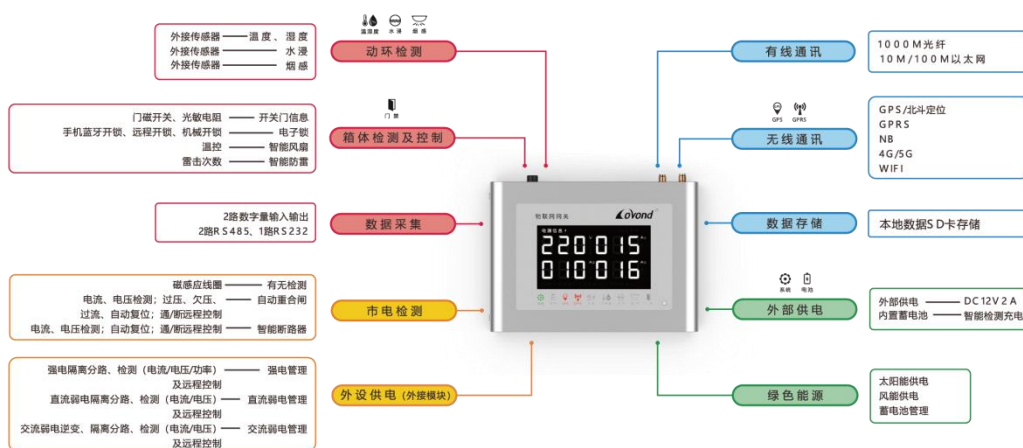 温湿度 水浸 烟感
动环检测
外接传感器——温度、湿度
外接传感器——水浸
外接传感器——烟感
门禁
箱体检测及控制
门磁开关、光敏电阻——开关门信息
手机蓝牙开锁、远程开锁、机械开锁——电子锁
温控——智能风扇
雷击次数——智能防雷
数据采集
2路数字量输入输出
2路RS485、1路RS232
市电检测
磁感应线圈——有无检测
电流、电压检测；过压、欠压、——自动重合闸
过流、自动复位；通/断远程控制
电流、电压检测；自动复位；通/断远程控制——智能断路器
外设供电（外接模块）
强电隔离分路、检测（电流/电压/功率）——强电管理
及远程控制
直流弱电隔离分路、检测（电流/电压）——直流弱电管理
及远程控制
交流弱电逆变、隔离分路、检测（电流/电压）——交流弱电管理
及远程控制
物联网网关
Lovond
电源信息
220 015
010 016
有线通讯
1000M光纤
10M/100M以太网
GPS GPRS
无线通讯
GPS/北斗定位
GPRS
NB
4G/5G
WIFI
数据存储
本地数据SD卡存储
系统 电池
外部供电
外部供电——DC12V2A
内置蓄电池——智能检测充电
绿色能源
太阳能供电
风能供电
蓄电池管理